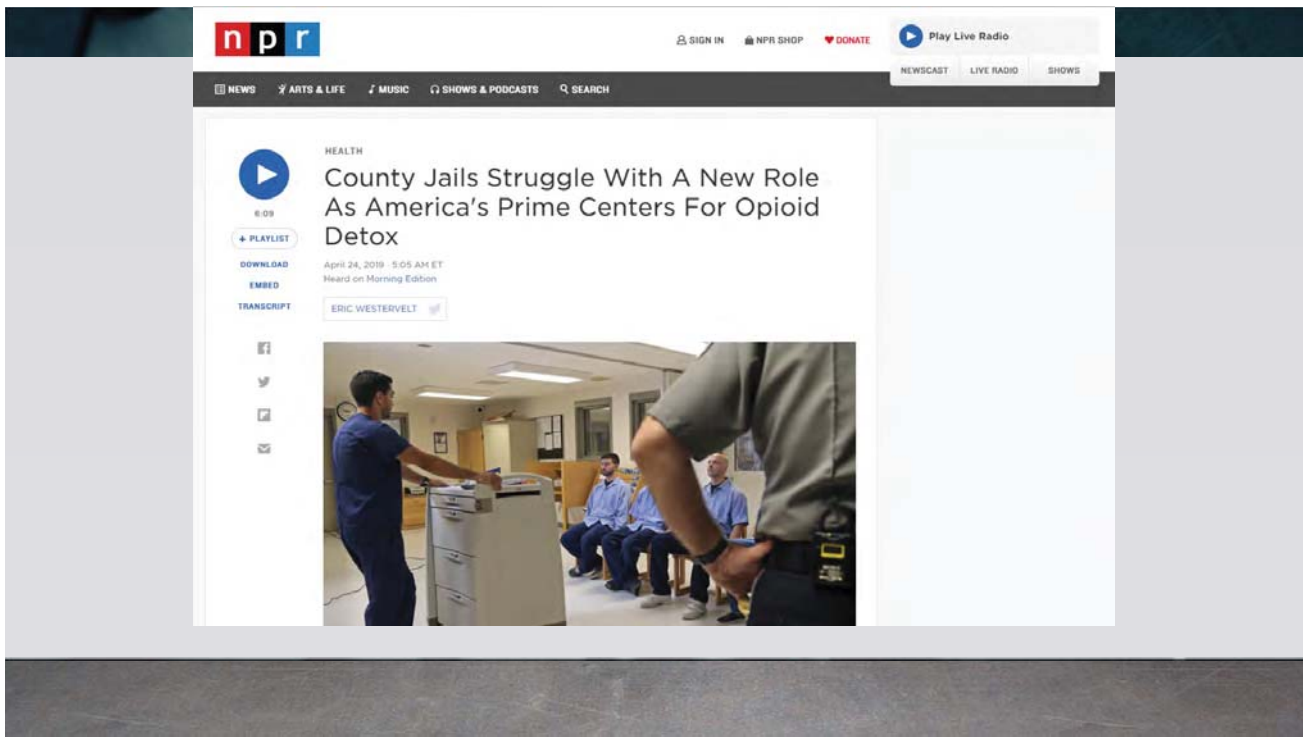 npr
SIGN IN NPR SHOP DONATE
Play Live Radio
NEWSCAST LIVE RADIO SHOWS
NEWS ARTS & LIFE MUSIC SHOWS & PODCASTS SEARCH
HEALTH
County Jails Struggle With A New Role
As America's Prime Centers For Opioid
Detox
6:09
+ PLAYLIST
DOWNLOAD
EMBED
TRANSCRIPT
April 24, 2019 · 5:05 AM ET
Heard on Morning Edition
ERIC WESTERVELT